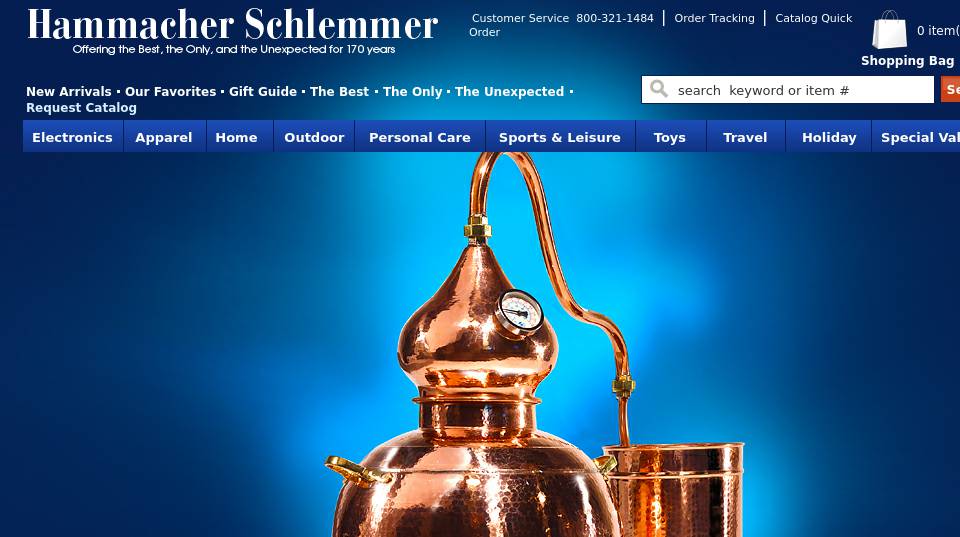 Hammacher Schlemmer
Offering the Best, the Only, and the Unexpected for 170 years
Customer Service 800-321-1484 | Order Tracking | Catalog Quick
Order
0 item(
Shopping Bag
New Arrivals · Our Favorites · Gift Guide · The Best · The Only · The Unexpected ·
Request Catalog
search keyword or item #
Se
Electronics Apparel Home Outdoor Personal Care Sports & Leisure Toys Travel Holiday Special Val